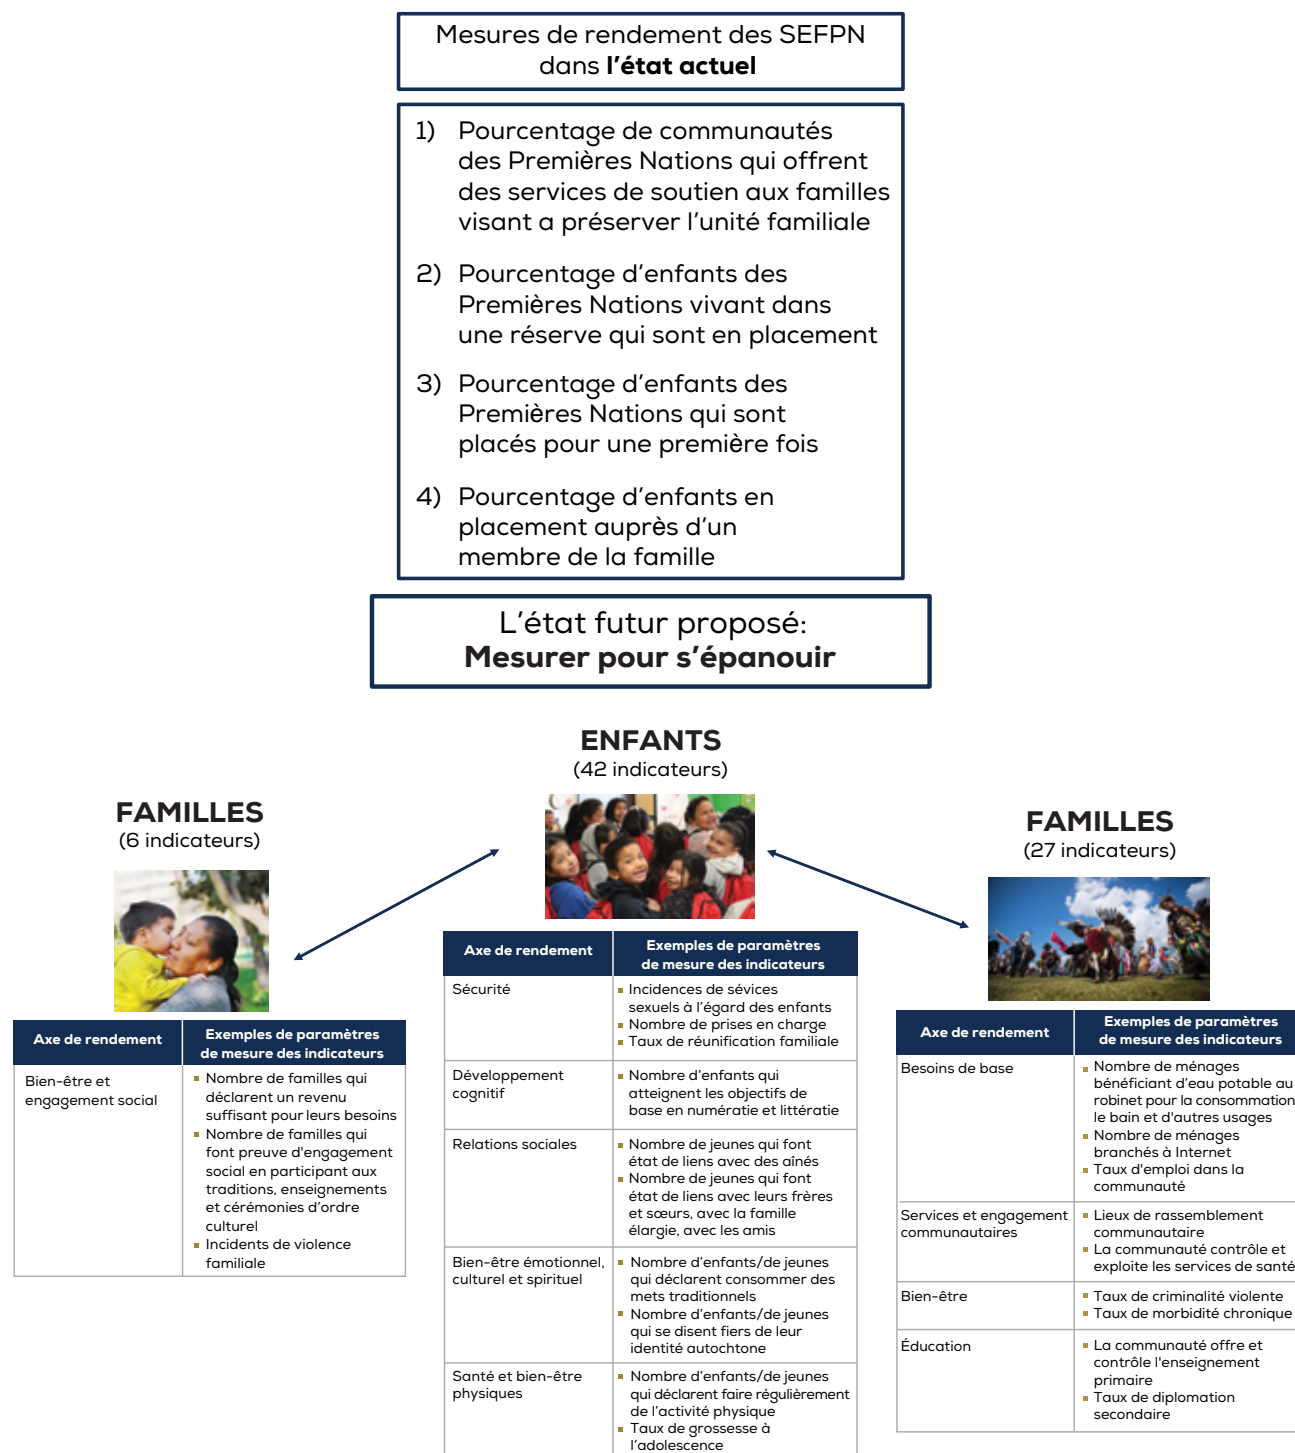 Mesures de rendement des SEFPN
dans l'état actuel
1) Pourcentage de communautés
des Premières Nations qui offrent
des services de soutien aux familles
visant a préserver l'unité familiale
2) Pourcentage d'enfants des
Premières Nations vivant dans
une réserve qui sont en placement
3) Pourcentage d'enfants des
Premières Nations qui sont
placés pour une première fois
4) Pourcentage d'enfants en
placement auprès d'un
membre de la famille
L'état futur proposé:
Mesurer pour s'épanouir
FAMILLES
(6 indicateurs)
Axe de rendement
Exemples de paramètres
de mesure des indicateurs
Bien-être et
engagement social
▪ Nombre de familles qui
déclarent un revenu
suffisant pour leurs besoins
▪ Nombre de familles qui
font preuve d'engagement
social en participant aux
traditions, enseignements
et cérémonies d'ordre
culturel
▪ Incidents de violence
familiale
ENFANTS
(42 indicateurs)
Axe de rendement
Exemples de paramètres
de mesure des indicateurs
Sécurité
▪ Incidences de sévices
sexuels à l'égard des enfants
▪ Nombre de prises en charge
▪ Taux de réunification familiale
Développement
cognitif
▪ Nombre d'enfants qui
atteignent les objectifs de
base en numératie et littératie
Relations sociales
▪ Nombre de jeunes qui font
état de liens avec des aînés
▪ Nombre de jeunes qui font
état de liens avec leurs frères
et sœurs, avec la famille
élargie, avec les amis
Bien-être émotionnel,
culturel et spirituel
▪ Nombre d'enfants/de jeunes
qui déclarent consommer des
mets traditionnels
▪ Nombre d'enfants/de jeunes
qui se disent fiers de leur
identité autochtone
Santé et bien-être
physiques
▪ Nombre d'enfants/de jeunes
qui déclarent faire régulièrement
de l'activité physique
▪ Taux de grossesse à
l'adolescence
FAMILLES
(27 indicateurs)
Axe de rendement
Exemples de paramètres
de mesure des indicateurs
Besoins de base
▪ Nombre de ménages
bénéficiant d'eau potable au
robinet pour la consommation
le bain et d'autres usages
▪ Nombre de ménages
branchés à Internet
▪ Taux d'emploi dans la
communauté
Services et engagement
communautaires
▪ Lieux de rassemblement
communautaire
▪ La communauté contrôle et
exploite les services de santé
Bien-être
▪ Taux de criminalité violente
▪ Taux de morbidité chronique
Éducation
▪ La communauté offre et
contrôle l'enseignement
primaire
▪ Taux de diplomation
secondaire